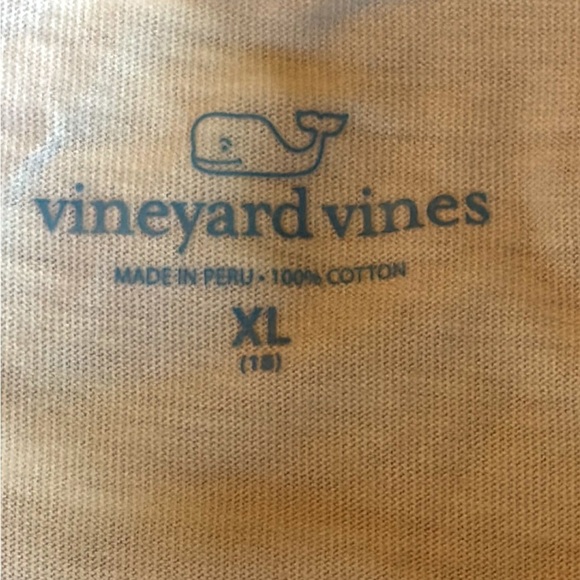 vineyard vines
MADE IN PERU • 100% COTTON
XL
(18)